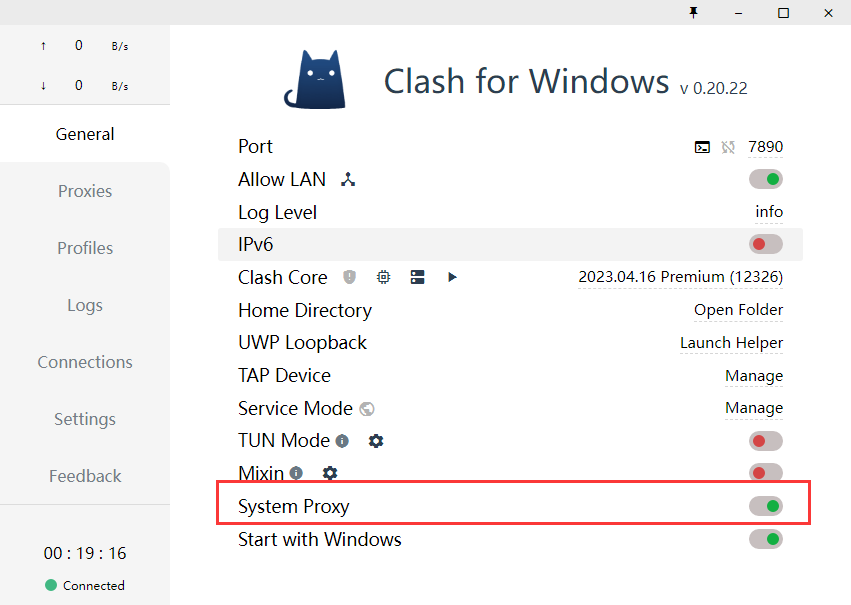 ↑ 0 B/s
↓ 0 B/s
General
Proxies
Profiles
Logs
Connections
Settings
Feedback
00 : 19 : 16
Connected
Clash for Windows v 0.20.22
Port 7890
Allow LAN
Log Level info
IPv6
Clash Core 2023.04.16 Premium (12326)
Home Directory Open Folder
UWP Loopback Launch Helper
TAP Device Manage
Service Mode Manage
TUN Mode
Mixin
System Proxy
Start with Windows